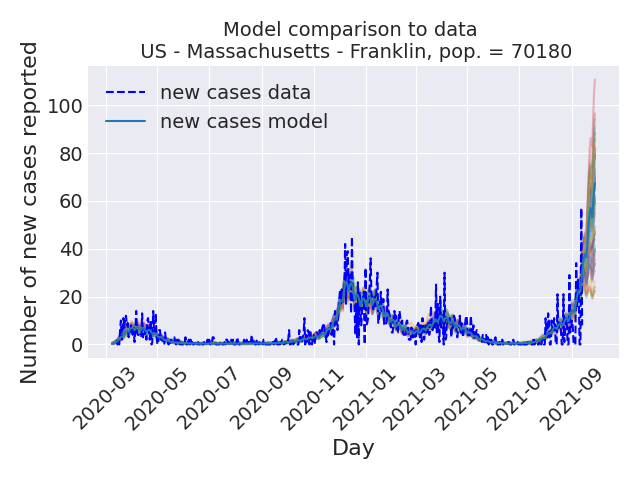 Model comparison to data
US - Massachusetts - Franklin, pop. = 70180
Number of new cases reported
100
80
60
40
20
0
new cases data
new cases model
2020-03
2020-05
2020-07
2020-09
2020-11
2021-01
2021-03
2021-05
2021-07
2021-09
Day